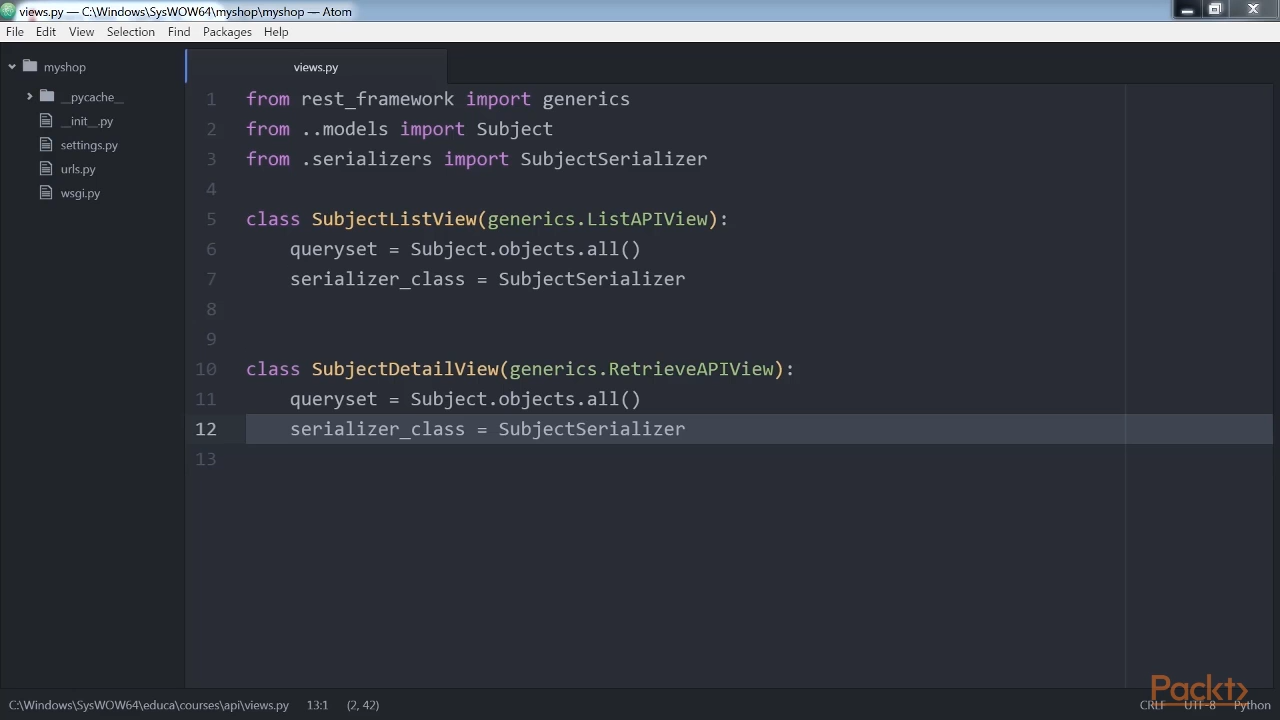 views.py — C:\Windows\SysWOW64\myshop\myshop — Atom
File Edit View Selection Find Packages Help
myshop
__pycache__
__init__.py
settings.py
urls.py
wsgi.py
views.py
1 from rest_framework import generics
2 from ..models import Subject
3 from .serializers import SubjectSerializer
4
5 class SubjectListView(generics.ListAPIView):
6     queryset = Subject.objects.all()
7     serializer_class = SubjectSerializer
8
9
10 class SubjectDetailView(generics.RetrieveAPIView):
11     queryset = Subject.objects.all()
12     serializer_class = SubjectSerializer
13
Packt>
C:\Windows\SysWOW64\educa\courses\api\views.py 13:1 (2, 42) CRLF UTF-8 Python